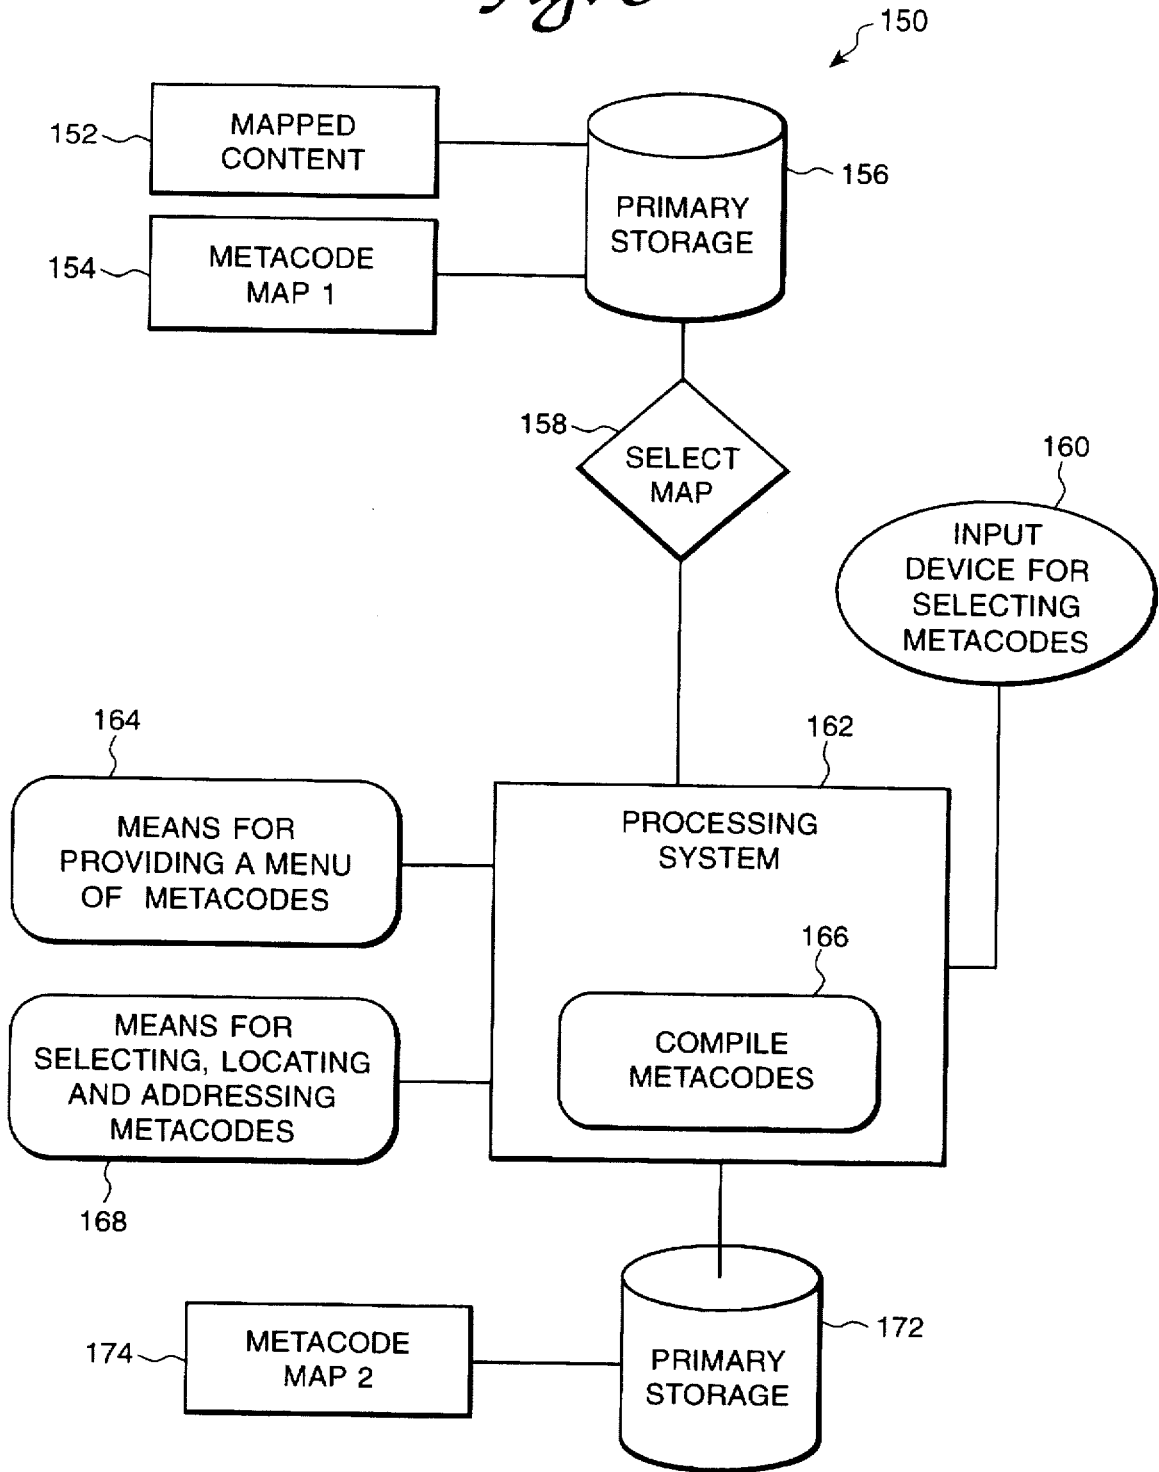 150
MAPPED
CONTENT
152
PRIMARY
STORAGE
156
METACODE
MAP 1
154
158
SELECT
MAP
160
INPUT
DEVICE FOR
SELECTING
METACODES
164
162
MEANS FOR
PROVIDING A MENU
OF METACODES
PROCESSING
SYSTEM
166
MEANS FOR
SELECTING, LOCATING
AND ADDRESSING
METACODES
COMPILE
METACODES
168
METACODE
MAP 2
174
PRIMARY
STORAGE
172